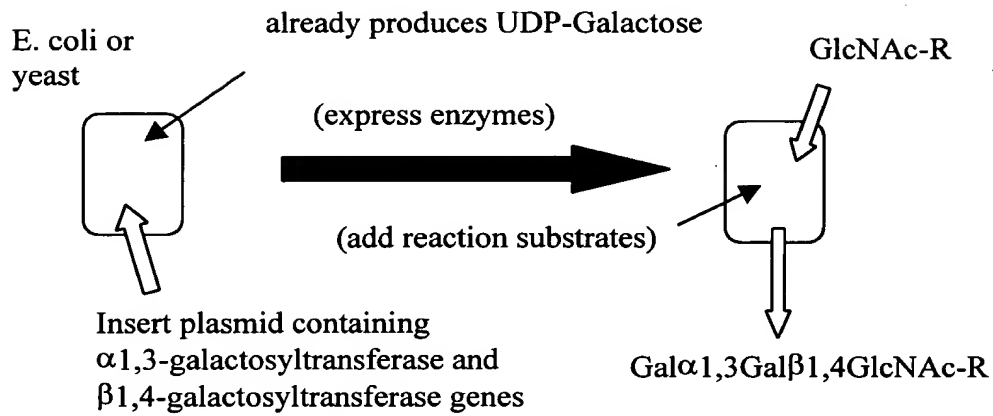 E. coli or
yeast
already produces UDP-Galactose
GlcNAc-R
(express enzymes)
(add reaction substrates)
Insert plasmid containing
α1,3-galactosyltransferase and
β1,4-galactosyltransferase genes
Galα1,3Galβ1,4GlcNAc-R